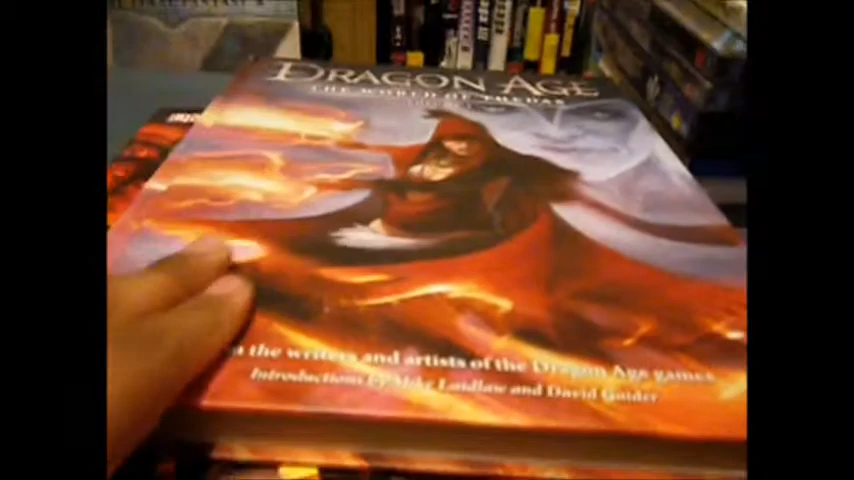 DRAGON AGE
THE WORLD OF THEDAS
the writers and artists of the Dragon Age games
Introductions by Mike Laidlaw and David Gaider